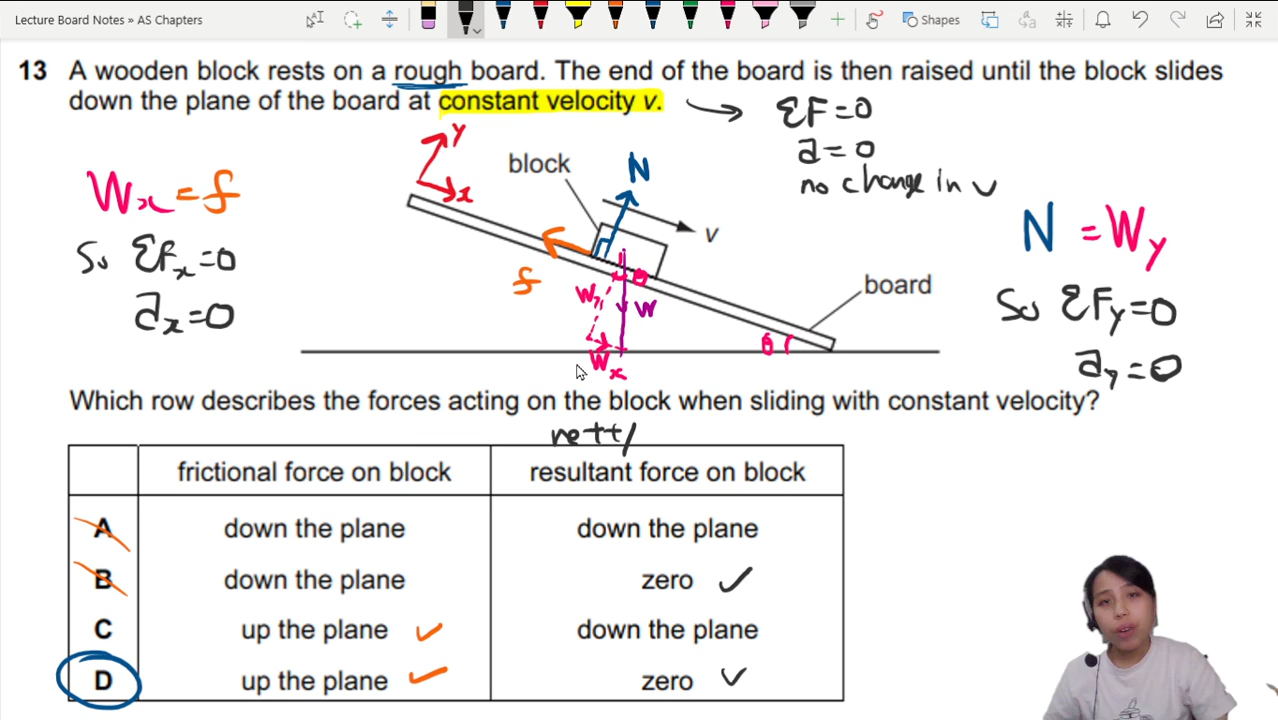 Lecture Board Notes » AS Chapters
Shapes
13 A wooden block rests on a rough board. The end of the board is then raised until the block slides
down the plane of the board at constant velocity v.
ΣF=0
a=0
no change in v
y
x
block
N
v
Wx = f
So ΣFx=0
ax=0
f
θ
Wy
W
Wx
θ
board
N = Wy
So ΣFy=0
ay=0
Which row describes the forces acting on the block when sliding with constant velocity?
nett/
frictional force on block resultant force on block
A down the plane down the plane
B down the plane zero ✓
C up the plane ✓ down the plane
D up the plane ✓ zero ✓